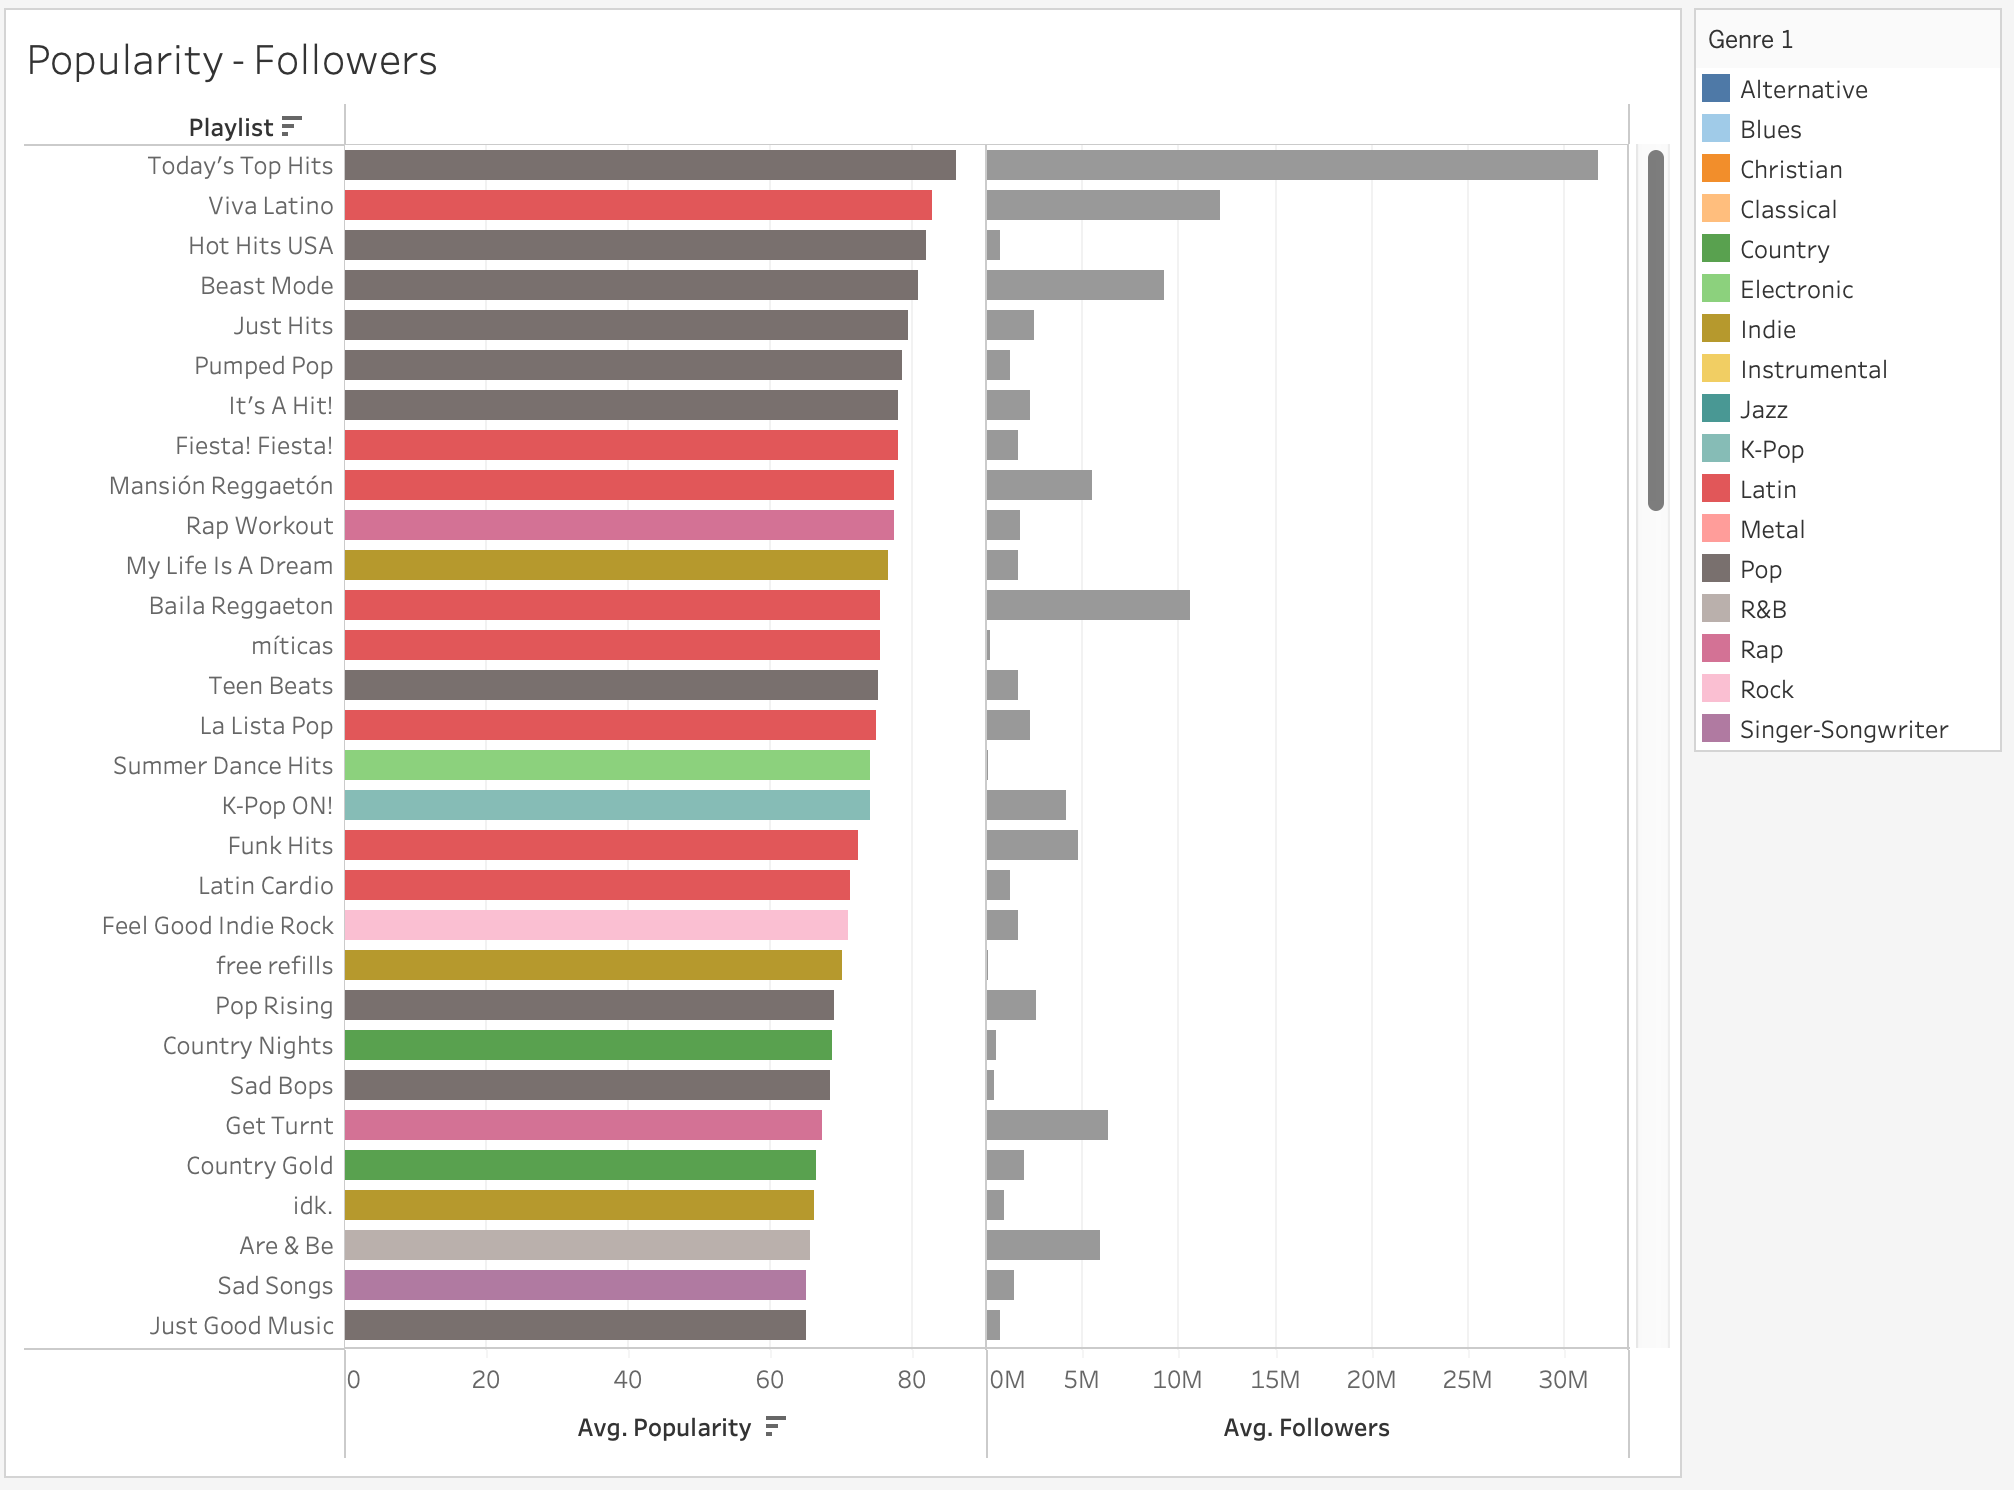 Popularity - Followers
Playlist
Today's Top Hits
Viva Latino
Hot Hits USA
Beast Mode
Just Hits
Pumped Pop
It's A Hit!
Fiesta! Fiesta!
Mansión Reggaetón
Rap Workout
My Life Is A Dream
Baila Reggaeton
míticas
Teen Beats
La Lista Pop
Summer Dance Hits
K-Pop ON!
Funk Hits
Latin Cardio
Feel Good Indie Rock
free refills
Pop Rising
Country Nights
Sad Bops
Get Turnt
Country Gold
idk.
Are & Be
Sad Songs
Just Good Music
0 20 40 60 80 0M 5M 10M 15M 20M 25M 30M
Avg. Popularity Avg. Followers
Genre 1
Alternative
Blues
Christian
Classical
Country
Electronic
Indie
Instrumental
Jazz
K-Pop
Latin
Metal
Pop
R&B
Rap
Rock
Singer-Songwriter